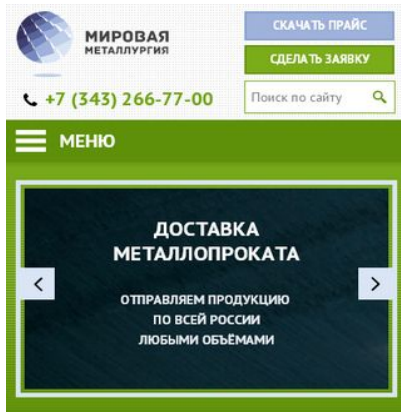 МИРОВАЯ
МЕТАЛЛУРГИЯ
СКАЧАТЬ ПРАЙС
СДЕЛАТЬ ЗАЯВКУ
+7 (343) 266-77-00
Поиск по сайту
МЕНЮ
ДОСТАВКА
МЕТАЛЛОПРОКАТА
ОТПРАВЛЯЕМ ПРОДУКЦИЮ
ПО ВСЕЙ РОССИИ
ЛЮБЫМИ ОБЪЁМАМИ